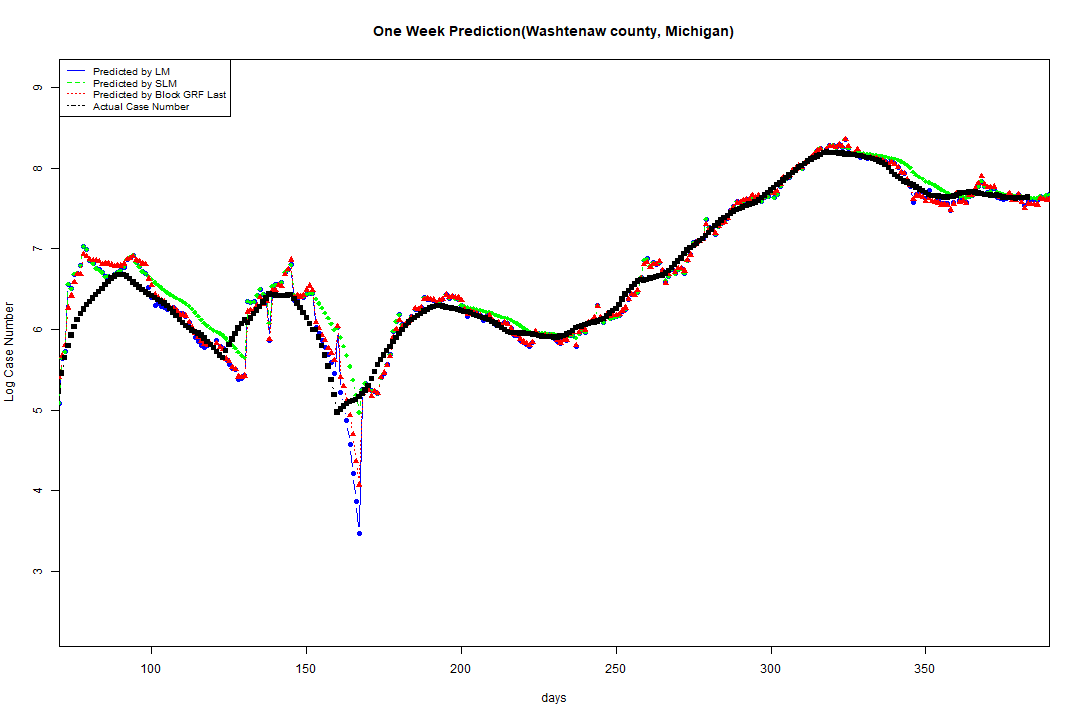 One Week Prediction(Washtenaw county, Michigan)
Predicted by LM
Predicted by SLM
Predicted by Block GRF Last
Actual Case Number
9
8
7
6
5
4
3
Log Case Number
100 150 200 250 300 350
days